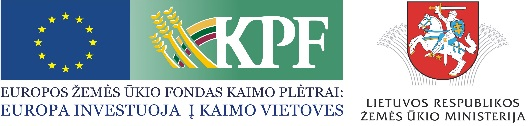 KPF
EUROPOS ŽEMĖS ŪKIO FONDAS KAIMO PLĖTRAI:
EUROPA INVESTUOJA Į KAIMO VIETOVES
LIETUVOS RESPUBLIKOS
ŽEMĖS ŪKIO MINISTERIJA